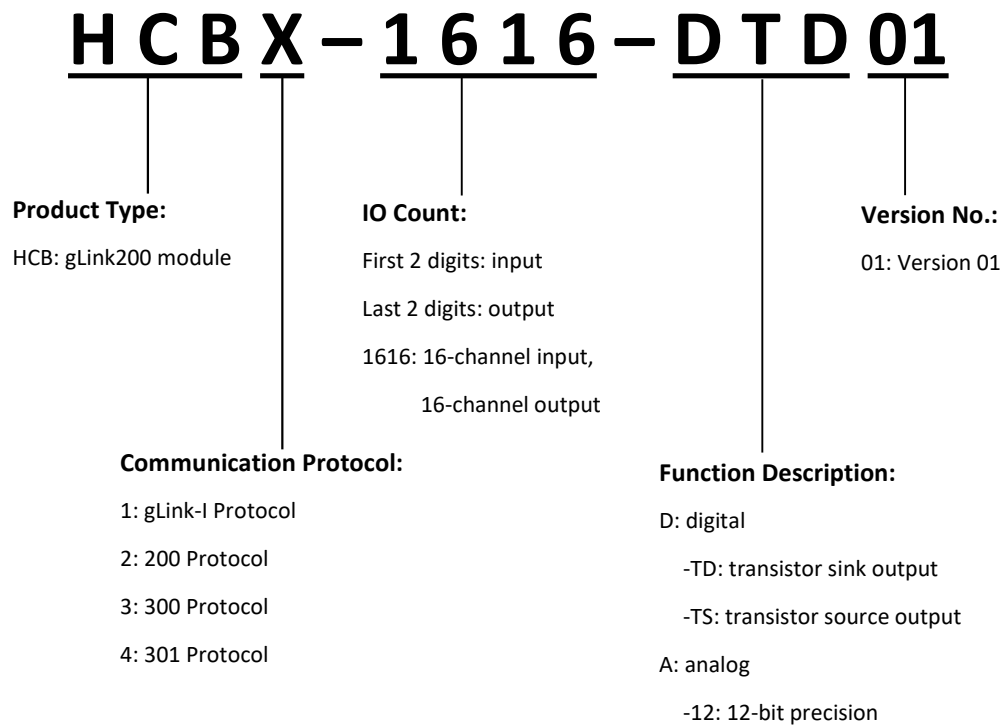 HCBX–1616–DTD01
Product Type:
HCB: gLink200 module
IO Count:
First 2 digits: input
Last 2 digits: output
1616: 16-channel input,
16-channel output
Version No.:
01: Version 01
Communication Protocol:
1: gLink-I Protocol
2: 200 Protocol
3: 300 Protocol
4: 301 Protocol
Function Description:
D: digital
-TD: transistor sink output
-TS: transistor source output
A: analog
-12: 12-bit precision